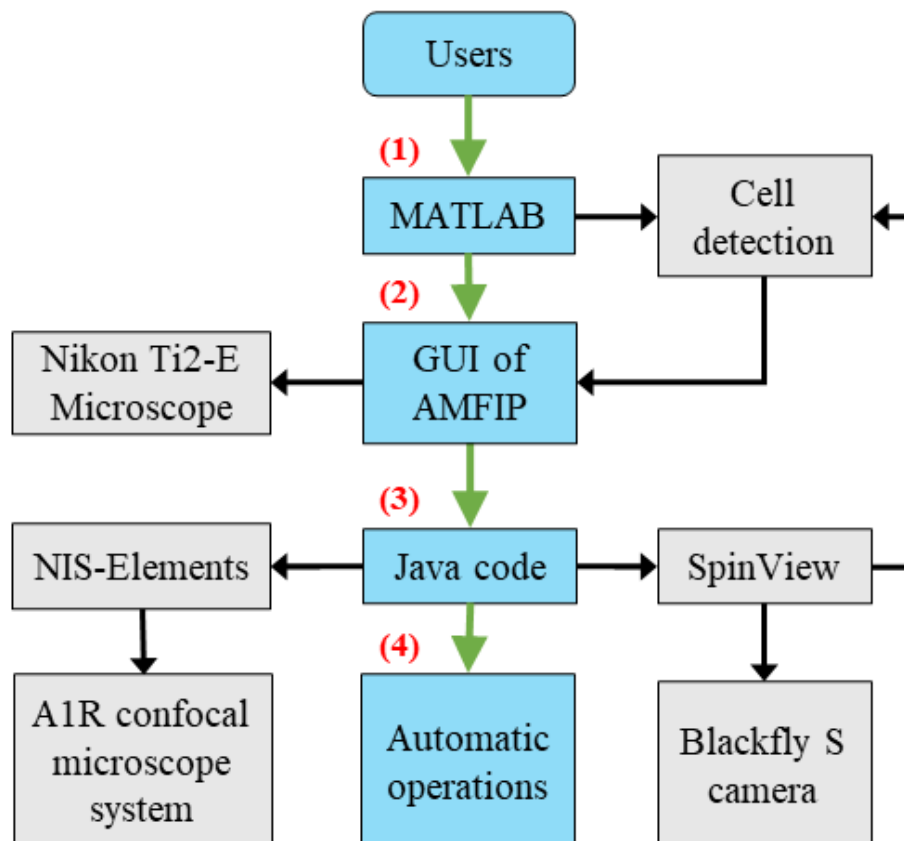 Users
(1)
MATLAB
Cell
detection
(2)
Nikon Ti2-E
Microscope
GUI of
AMFIP
(3)
NIS-Elements
Java code
SpinView
(4)
A1R confocal
microscope
system
Automatic
operations
Blackfly S
camera